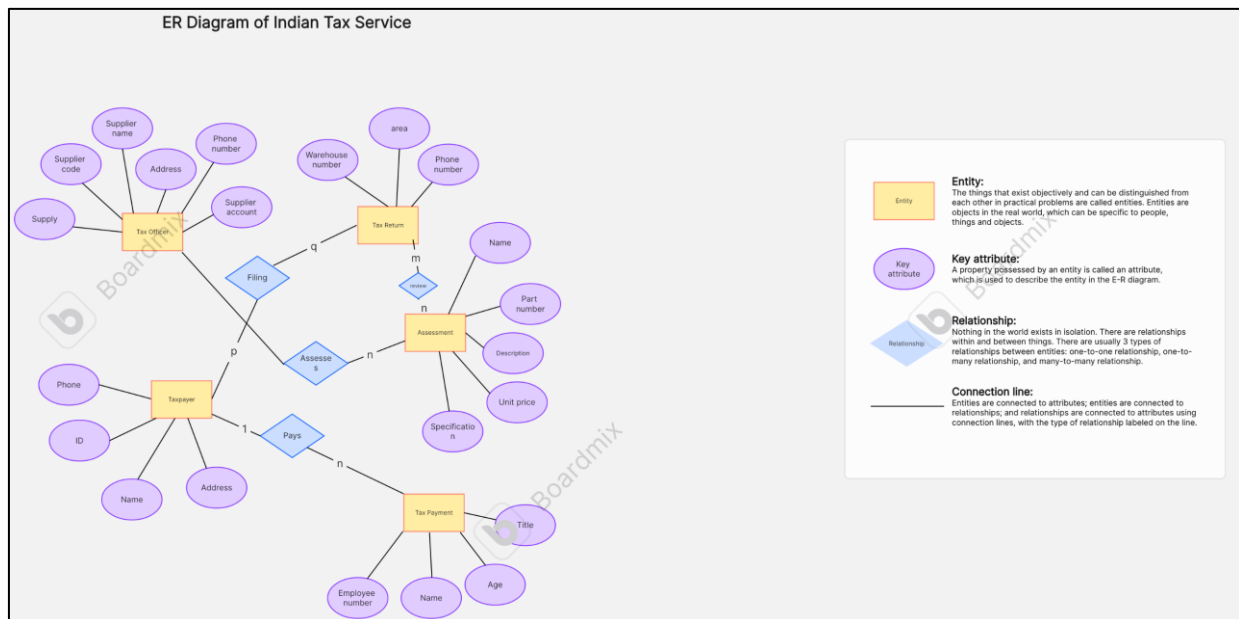 ER Diagram of Indian Tax Service
Supplier
name
Phone
number
Supplier
code
Address
Supply
Supplier
account
Tax Officer
area
Warehouse
number
Phone
number
Tax Return
q
m
Filing
review
Name
n
Part
number
Assessment
Description
p
Assesse
s
n
Unit price
Specificatio
n
Phone
Taxpayer
ID
1
Pays
Name
Address
n
Tax Payment
Title
Employee
number
Name
Age
Entity
Entity:
The things that exist objectively and can be distinguished from
each other in practical problems are called entities. Entities are
objects in the real world, which can be specific to people,
things and objects.
Key
attribute
Key attribute:
A property possessed by an entity is called an attribute,
which is used to describe the entity in the E-R diagram.
Relationship
Relationship:
Nothing in the world exists in isolation. There are relationships
within and between things. There are usually 3 types of
relationships between entities: one-to-one relationship, one-to-
many relationship, and many-to-many relationship.
Connection line:
Entities are connected to attributes; entities are connected to
relationships; and relationships are connected to attributes using
connection lines, with the type of relationship labeled on the line.
Boardmix
Boardmix
Boardmix